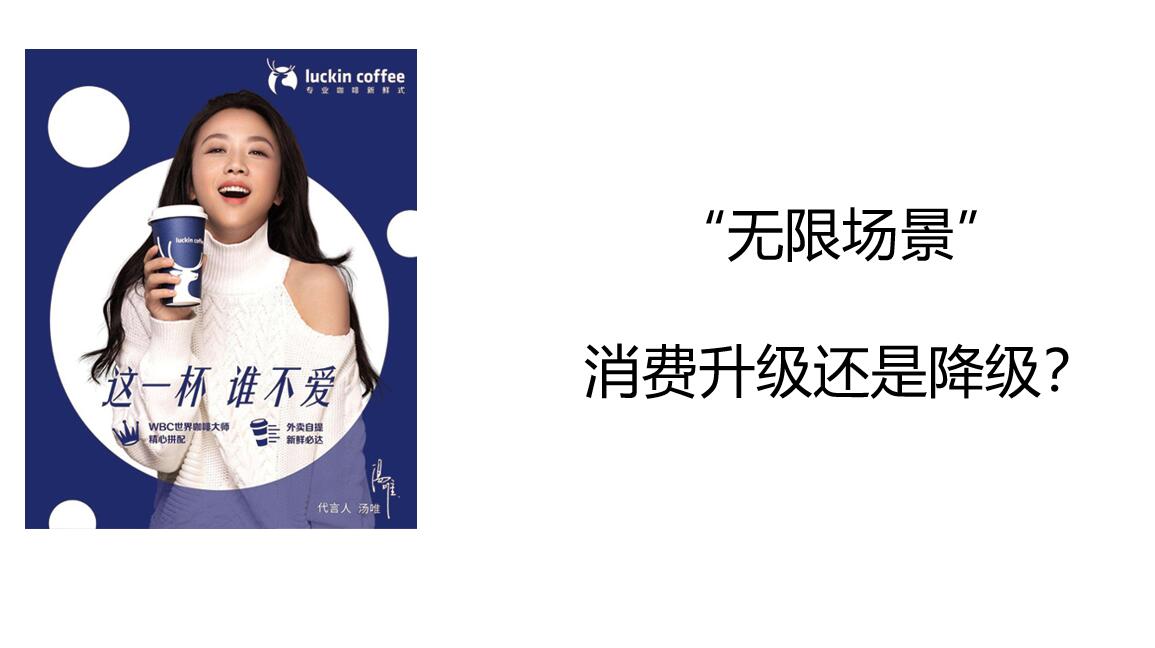 luckin coffee
专业咖啡新鲜式
luckin coffee
这一杯 谁不爱
WBC世界咖啡大师
精心拼配
外卖自提
新鲜必达
汤唯
代言人 汤唯
“无限场景”
消费升级还是降级？